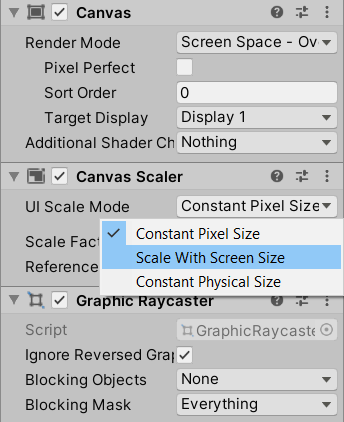 Canvas
Render Mode Screen Space - Ov
Pixel Perfect
Sort Order 0
Target Display Display 1
Additional Shader Ch Nothing
Canvas Scaler
UI Scale Mode Constant Pixel Size
Constant Pixel Size
Scale Fact
Scale With Screen Size
Reference
Constant Physical Size
Graphic Raycaster
Script GraphicRaycaste
Ignore Reversed Grap
Blocking Objects None
Blocking Mask Everything